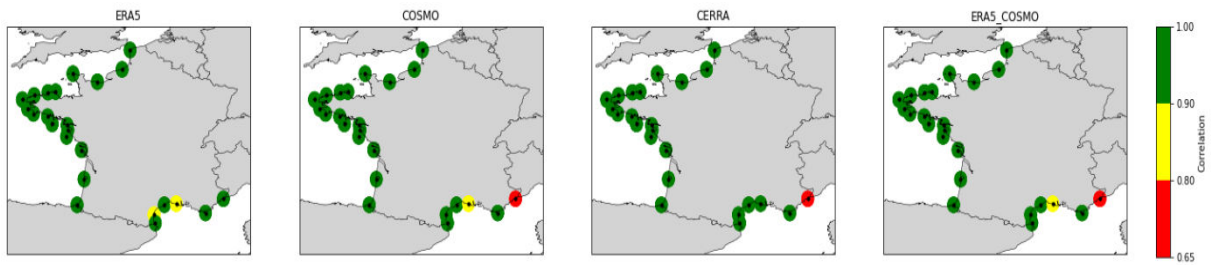 ERA5
COSMO
CERRA
ERA5_COSMO
1.00
0.90
0.80
0.65
Correlation